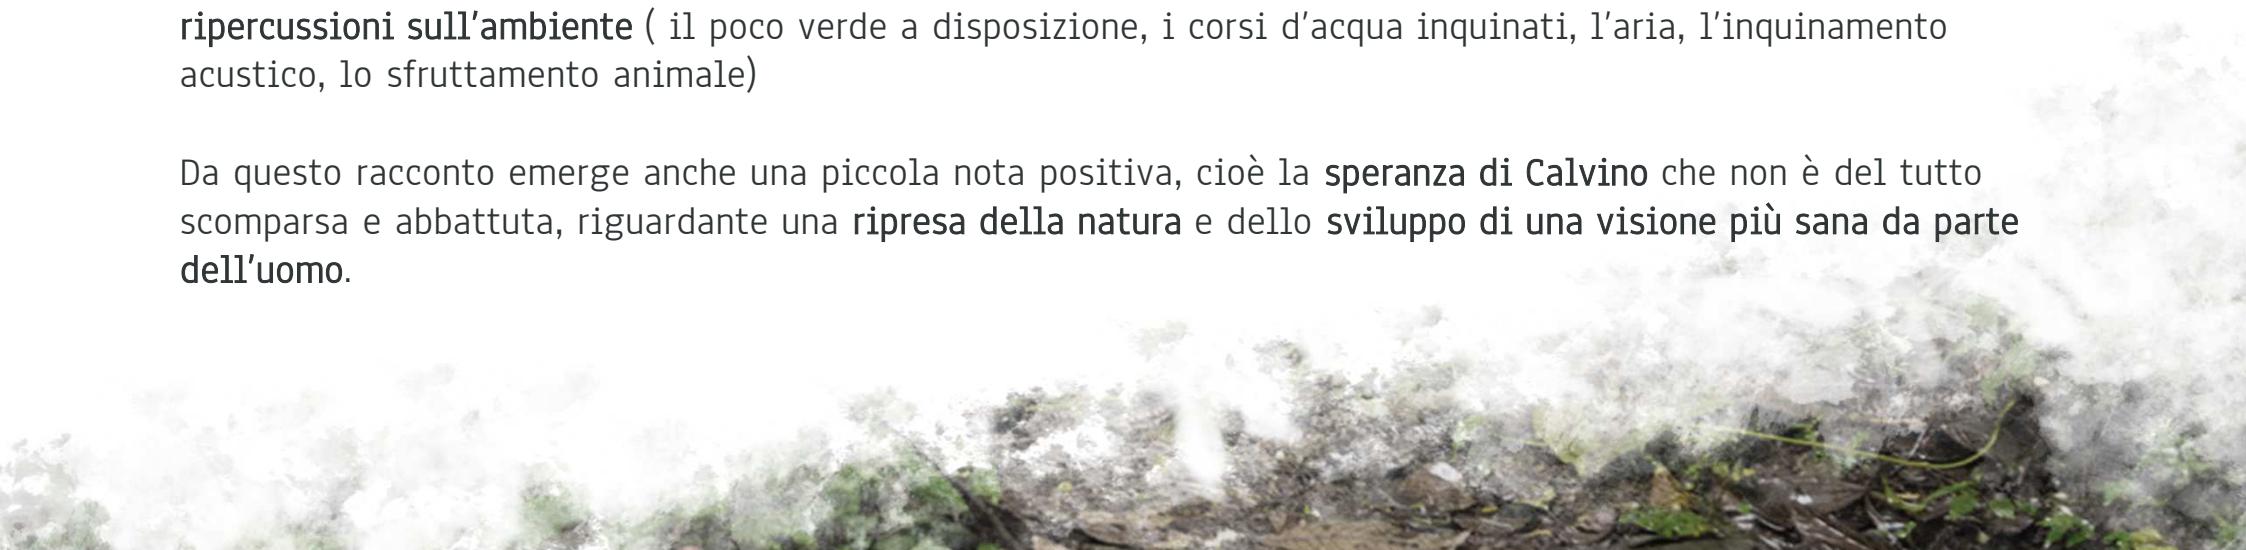 ripercussioni sull'ambiente ( il poco verde a disposizione, i corsi d'acqua inquinati, l'aria, l'inquinamento
acustico, lo sfruttamento animale)
Da questo racconto emerge anche una piccola nota positiva, cioè la speranza di Calvino che non è del tutto
scomparsa e abbattuta, riguardante una ripresa della natura e dello sviluppo di una visione più sana da parte
dell'uomo.